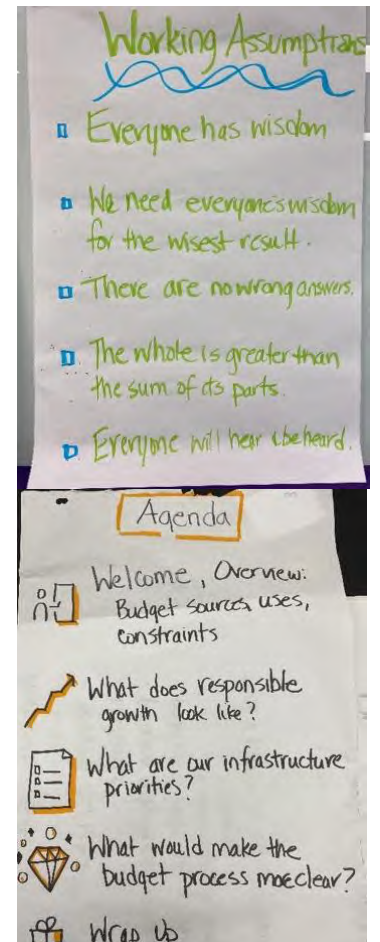 Working Assumptions
Everyone has wisdom
We need everyone's wisdom
for the wisest result.
There are no wrong answers.
The whole is greater than
the sum of its parts.
Everyone will hear & be heard.
Agenda
Welcome, Overview:
Budget sources, uses,
constraints
What does responsible
growth look like?
What are our infrastructure
priorities?
What would make the
budget process more clear?
Wrap Up